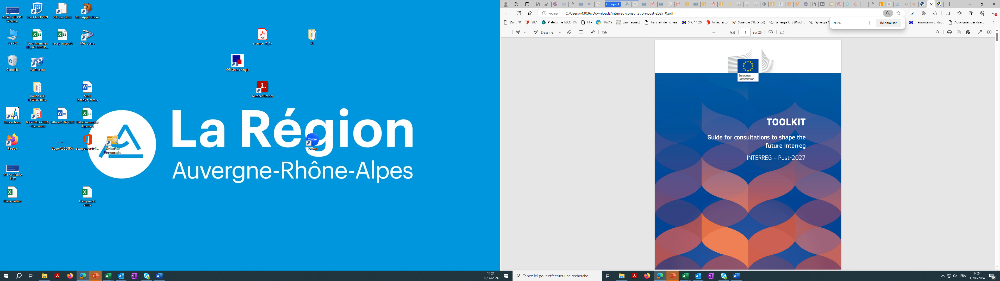 2024 06 18 PPT Webinar
FortiClient VPN
PDFsam Basic
Mes Applications
Ce PC
Suivi financier UE_PO 14 20 R...
recap trasporti
Mes Scans
essence 71_15
RF
Corbeille
WePresent
CGI Grand Angle
Roberta @ REGION RH...
Suivi livrables_com...
Acrobat Reader
Subventions
06-PO ALCOTRA - Raccourci
lettera 23 02 2023
Detail remontée dépenses
Firefox
Logo ALCOTRA
setuponenotef...
Recherche Documents
zoom
Zoom
PPT ALCOTRA 2127
Plans cloture
Liste projets AURA
La Région
Auvergne-Rhône-Alpes
14:24
11/06/2024
Groupe 1
Fichier
C:/Users/i43036/Downloads/interreg-consultation-post-2027_0.pdf
Dans l'R
SIFA
Plateforme ALCOTRA
FTP
HAVAS
Easy request
Transfert de fichiers
SFC 14 20
ticket resto
Synergie CTE (Prod)
Synergie CTE (Prod)...
Synergie C
90 %
Réinitialiser
Transmission of dat...
Acronymes des dire...
Dessiner
1
sur 26
European
Commission
TOOLKIT
Guide for consultations to shape the
future Interreg
INTERREG – Post-2027
Tapez ici pour effectuer une recherche
FRA
14:24
11/06/2024
19